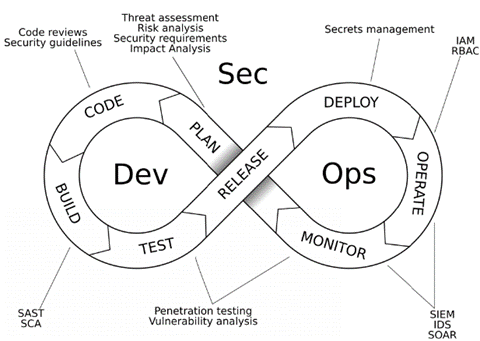 Threat assessment
Risk analysis
Security requirements
Impact Analysis
Code reviews
Security guidelines
Secrets management
IAM
RBAC
Sec
CODE
PLAN
DEPLOY
Dev
RELEASE
Ops
OPERATE
BUILD
TEST
MONITOR
SAST
SCA
Penetration testing
Vulnerability analysis
SIEM
IDS
SOAR